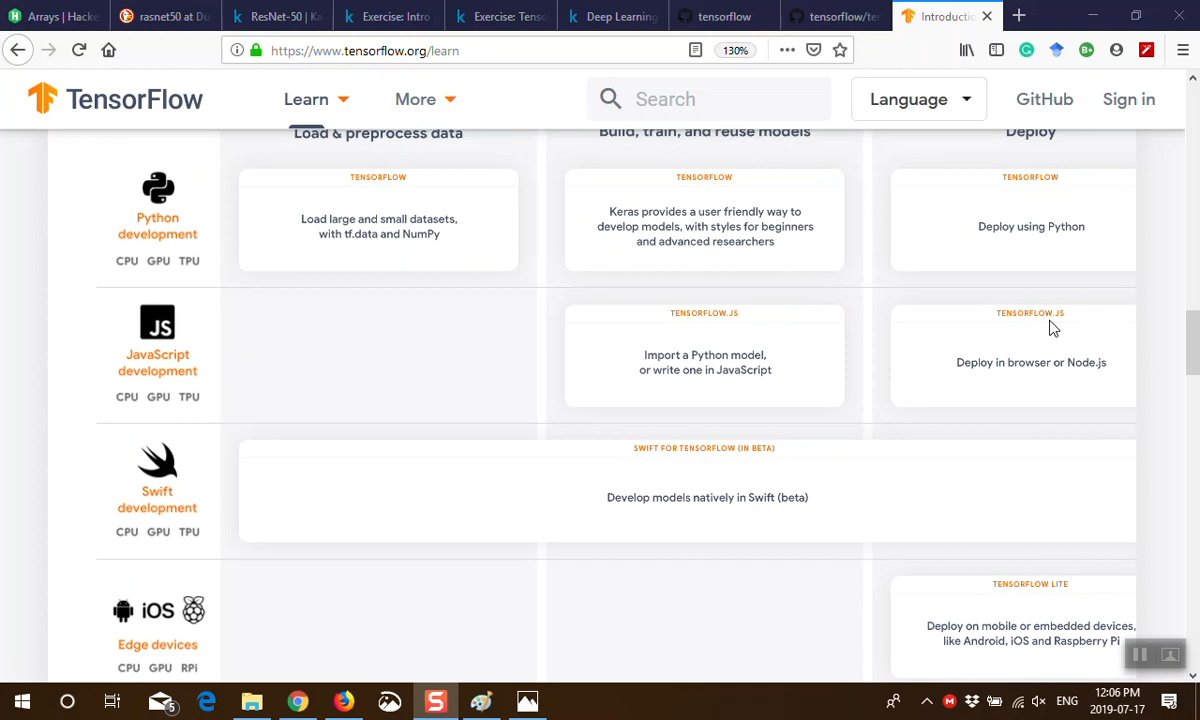 Arrays | Hacke
rasnet50 at Du
ResNet-50 | Ka
Exercise: Intro
Exercise: Tenso
Deep Learning
tensorflow
tensorflow/ten
Introductio
https://www.tensorflow.org/learn
130%
TensorFlow
Learn
More
Search
Language
GitHub
Sign in
Load & preprocess data
Build, train, and reuse models
Deploy
Python
development
CPU GPU TPU
TENSORFLOW
Load large and small datasets,
with tf.data and NumPy
TENSORFLOW
Keras provides a user friendly way to
develop models, with styles for beginners
and advanced researchers
TENSORFLOW
Deploy using Python
JS
JavaScript
development
CPU GPU TPU
TENSORFLOW.JS
Import a Python model,
or write one in JavaScript
TENSORFLOW.JS
Deploy in browser or Node.js
Swift
development
CPU GPU TPU
SWIFT FOR TENSORFLOW (IN BETA)
Develop models natively in Swift (beta)
iOS
Edge devices
CPU GPU RPi
TENSORFLOW LITE
Deploy on mobile or embedded devices,
like Android, iOS and Raspberry Pi
5
ENG
12:06 PM
2019-07-17